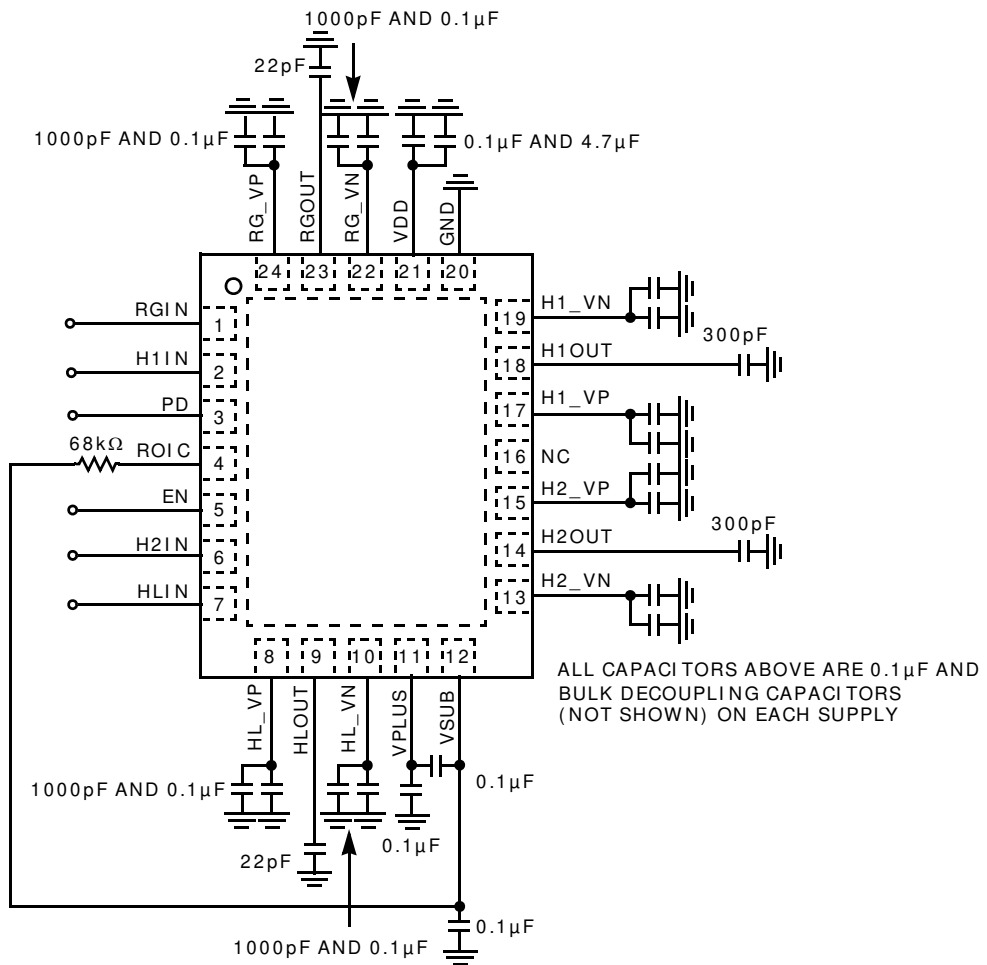 1000pF AND 0.1µF
22pF
1000pF AND 0.1µF
0.1µF AND 4.7µF
RG_VP
RGOUT
RG_VN
VDD
GND
24
23
22
21
20
RGIN
1
H1IN
2
PD
3
68kΩ
ROIC
4
EN
5
H2IN
6
HLIN
7
19
H1_VN
300pF
18
H1OUT
17
H1_VP
16
NC
15
H2_VP
300pF
14
H2OUT
13
H2_VN
8
9
10
11
12
ALL CAPACITORS ABOVE ARE 0.1µF AND
BULK DECOUPLING CAPACITORS
(NOT SHOWN) ON EACH SUPPLY
HL_VP
HLOUT
HL_VN
VPLUS
VSUB
1000pF AND 0.1µF
0.1µF
0.1µF
22pF
0.1µF
1000pF AND 0.1µF